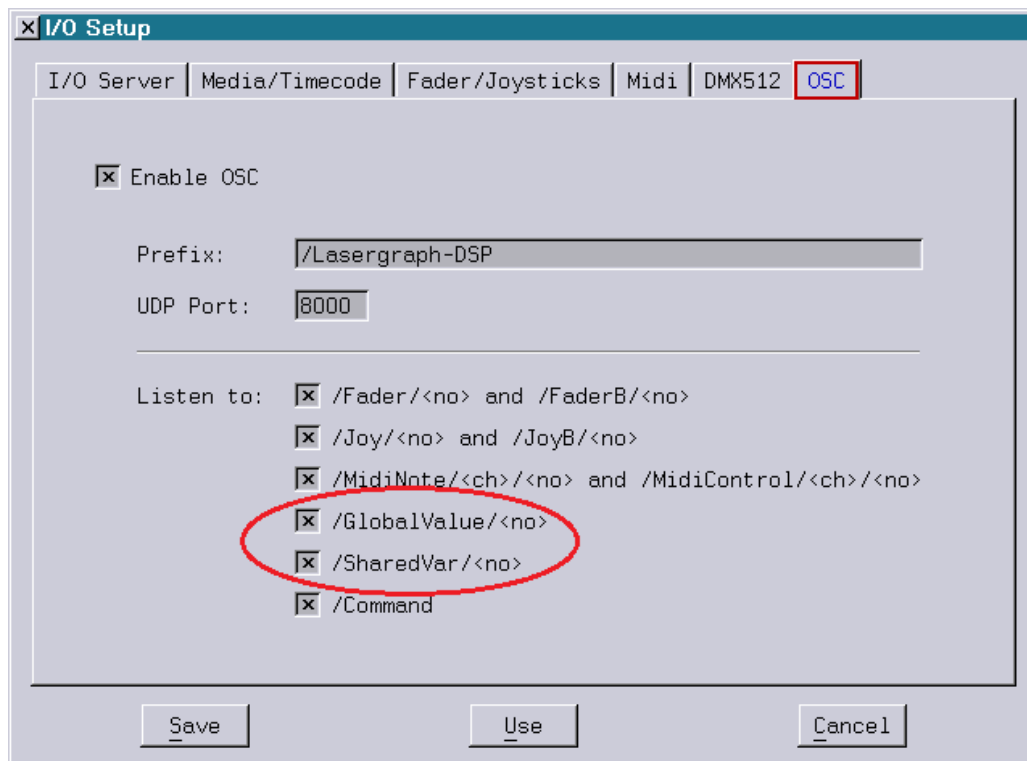 I/O Setup
I/O Server Media/Timecode Fader/Joysticks Midi DMX512 OSC
Enable OSC
Prefix: /Lasergraph-DSP
UDP Port: 8000
Listen to: /Fader/<no> and /FaderB/<no>
/Joy/<no> and /JoyB/<no>
/MidiNote/<ch>/<no> and /MidiControl/<ch>/<no>
/GlobalValue/<no>
/SharedVar/<no>
/Command
Save Use Cancel